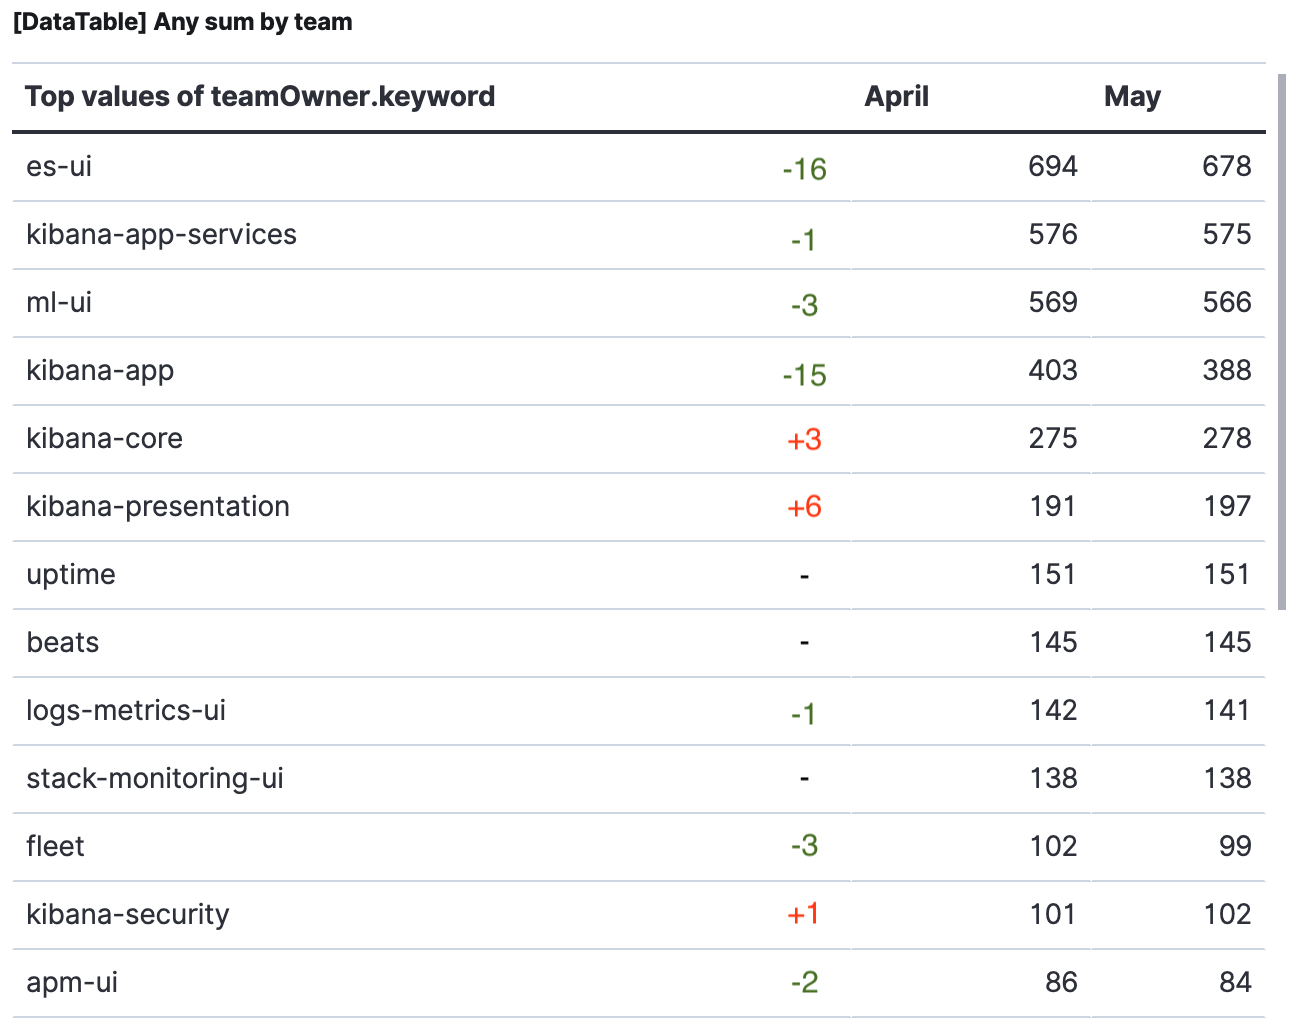 [DataTable] Any sum by team
Top values of teamOwner.keyword April May
es-ui -16 694 678
kibana-app-services -1 576 575
ml-ui -3 569 566
kibana-app -15 403 388
kibana-core +3 275 278
kibana-presentation +6 191 197
uptime - 151 151
beats - 145 145
logs-metrics-ui -1 142 141
stack-monitoring-ui - 138 138
fleet -3 102 99
kibana-security +1 101 102
apm-ui -2 86 84